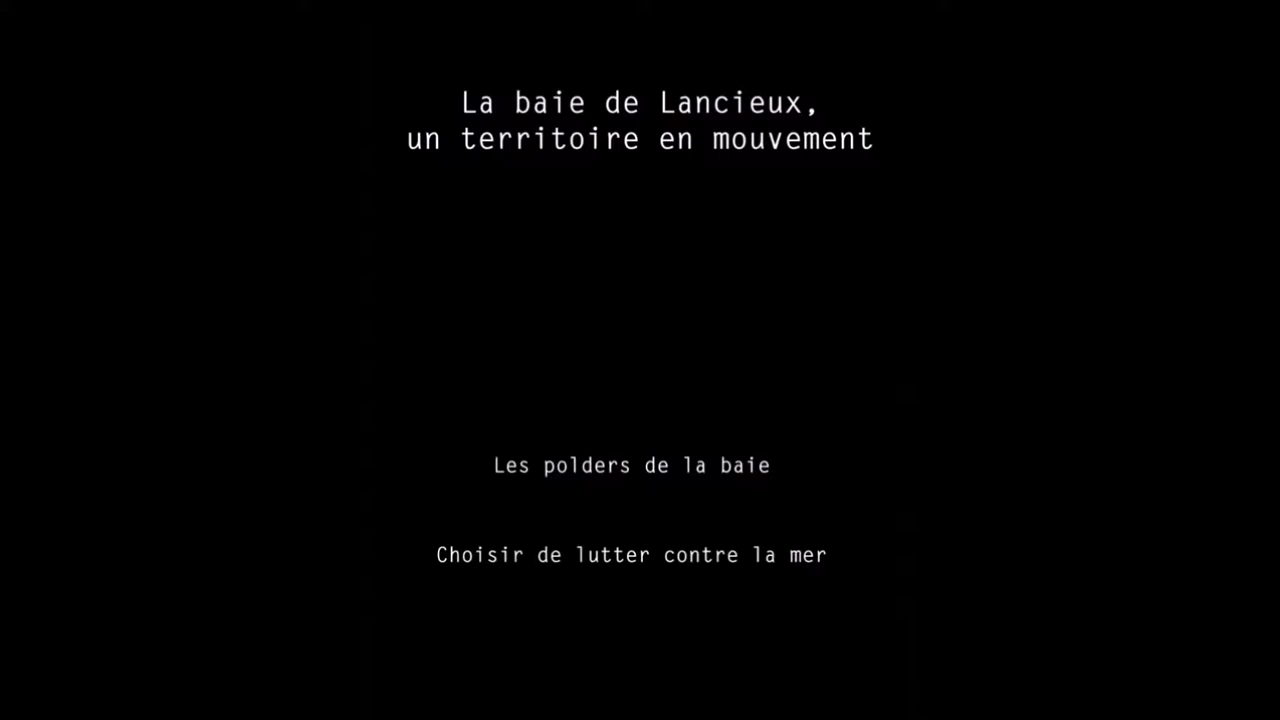 La baie de Lancieux,
un territoire en mouvement
Les polders de la baie
Choisir de lutter contre la mer